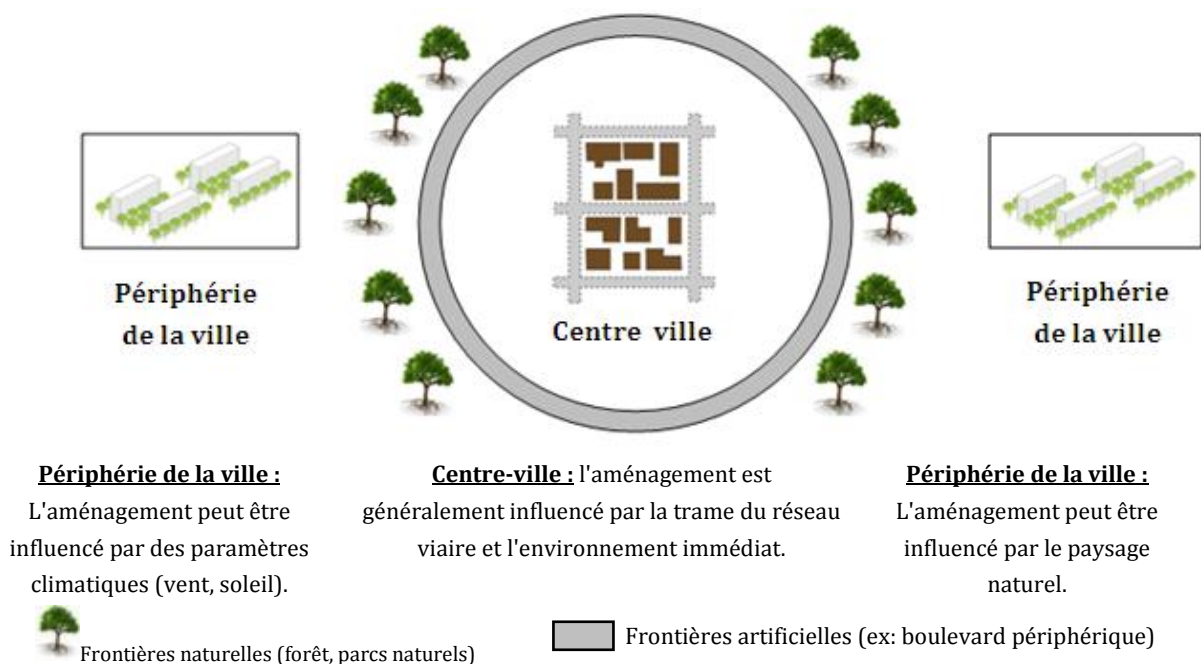 Périphérie
de la ville
Centre ville
Périphérie
de la ville
Périphérie de la ville :
L'aménagement peut être
influencé par des paramètres
climatiques (vent, soleil).
Centre-ville : l'aménagement est
généralement influencé par la trame du réseau
viaire et l'environnement immédiat.
Périphérie de la ville :
L'aménagement peut être
influencé par le paysage
naturel.
Frontières naturelles (forêt, parcs naturels)
Frontières artificielles (ex: boulevard périphérique)